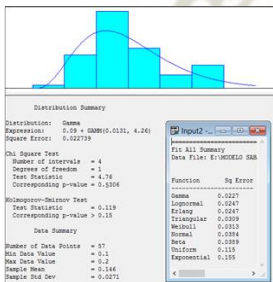 Distribution Summary
Distribution: Gamma
Expression: 0.09 + GAMM(0.0131, 4.26)
Square Error: 0.022739
Chi Square Test
Number of intervals = 4
Degrees of freedom = 1
Test Statistic = 4.76
Corresponding p-value = 0.5306
Kolmogorov-Smirnov Test
Test Statistic = 0.119
Corresponding p-value > 0.15
Data Summary
Number of Data Points = 57
Min Data Value = 0.1
Max Data Value = 0.2
Sample Mean = 0.146
Sample Std Dev = 0.0271
Input2 -...
Fit All Summary
Data File: E:\MODELO SAB
Function Sq Error
Gamma 0.0227
Lognormal 0.0247
Erlang 0.0247
Triangular 0.0309
Weibull 0.0313
Normal 0.0384
Beta 0.0389
Uniform 0.115
Exponential 0.155